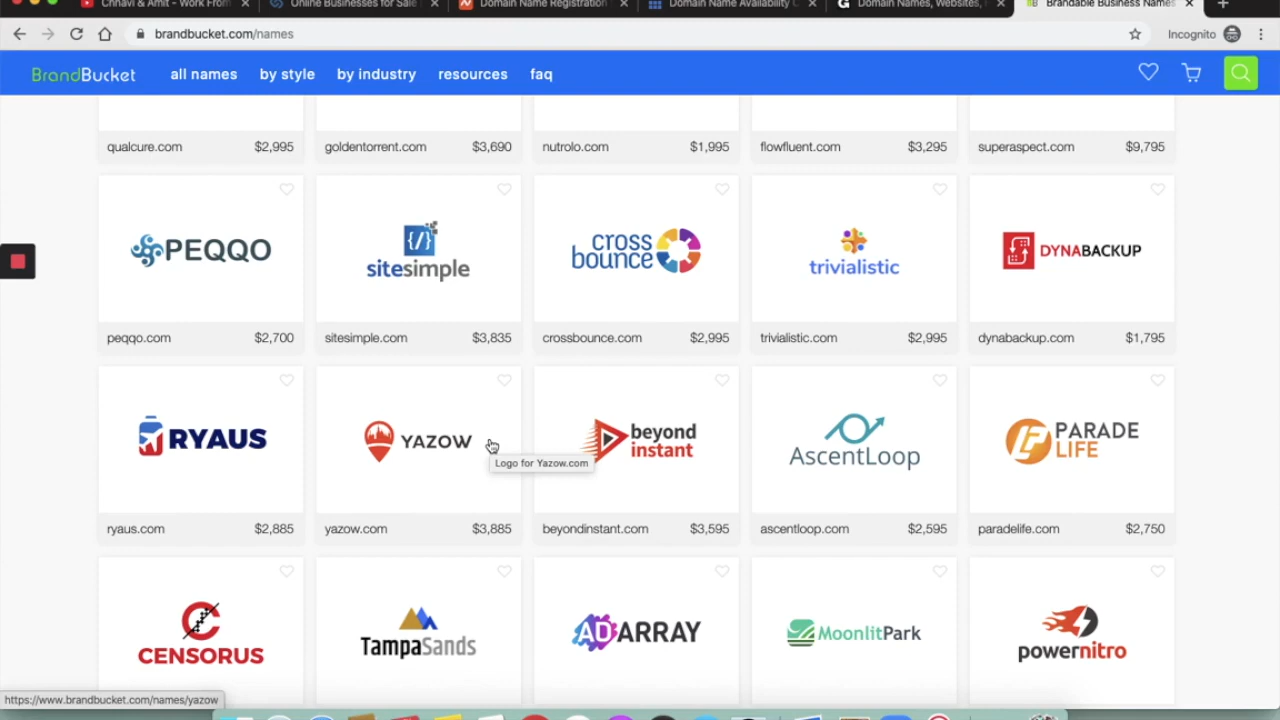 Chhavi & Amit - Work From
Online Businesses for Sale
Domain Name Registration
Domain Name Availability C
Domain Names, Websites, H
Brandable Business Names
brandbucket.com/names
Incognito
BrandBucket
all names
by style
by industry
resources
faq
qualcure.com $2,995
goldentorrent.com $3,690
nutrolo.com $1,995
flowfluent.com $3,295
superaspect.com $9,795
PEQQO
sitesimple
cross
bounce
trivialistic
DYNABACKUP
peqqo.com $2,700
sitesimple.com $3,835
crossbounce.com $2,995
trivialistic.com $2,995
dynabackup.com $1,795
RYAUS
YAZOW
beyond
instant
AscentLoop
PARADE
LIFE
Logo for Yazow.com
ryaus.com $2,885
yazow.com $3,885
beyondinstant.com $3,595
ascentloop.com $2,595
paradelife.com $2,750
CENSORUS
TampaSands
ADARRAY
MoonlitPark
powernitro
https://www.brandbucket.com/names/yazow